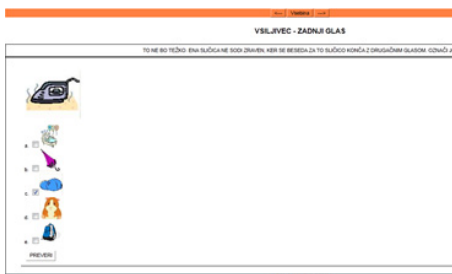 <-- Vsebina -->
VSILJIVEC - ZADNJI GLAS
TO NE BO TEŽKO. ENA SLIČICA NE SODI ZRAVEN, KER SE BESEDA ZA TO SLIČICO KONČA Z DRUGAČNIM GLASOM. OZNAČI J
a.
b.
c.
d.
e.
PREVERI